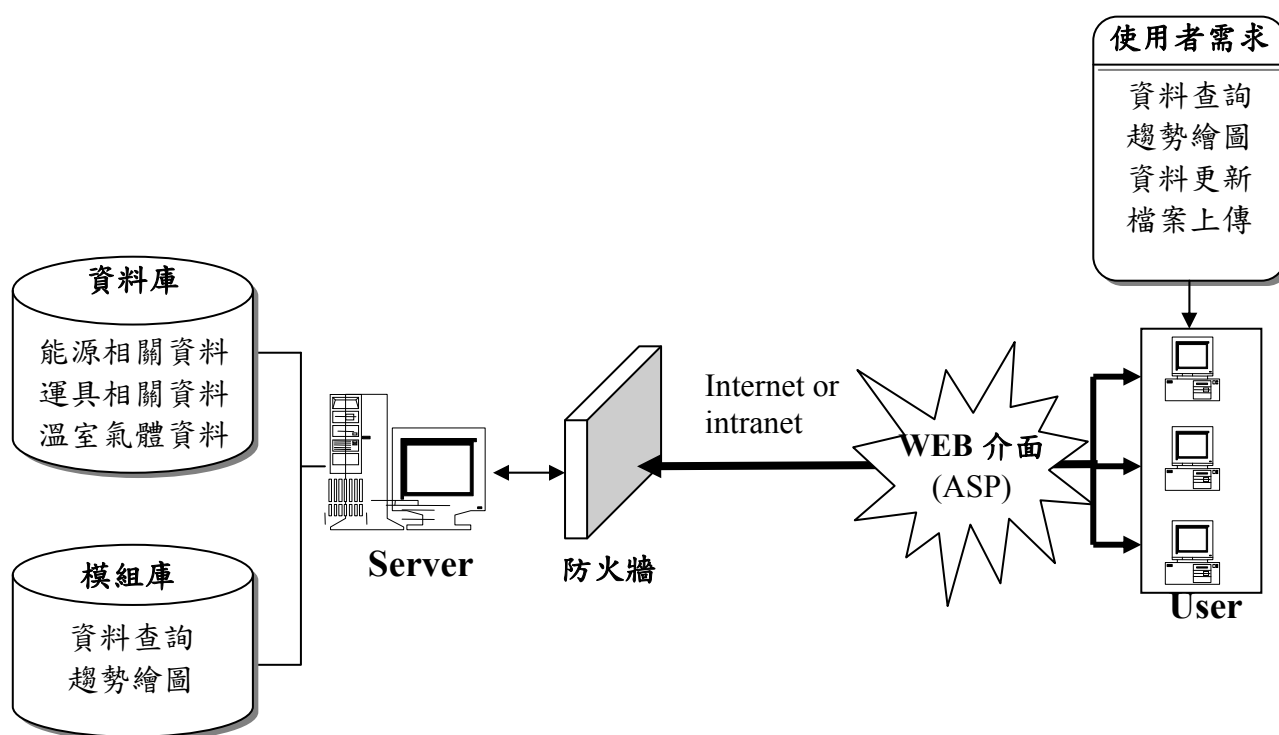 使用者需求
資料查詢
趨勢繪圖
資料更新
檔案上傳
資料庫
能源相關資料
運具相關資料
溫室氣體資料
模組庫
資料查詢
趨勢繪圖
Server
防火牆
Internet or
intranet
WEB 介面
(ASP)
User